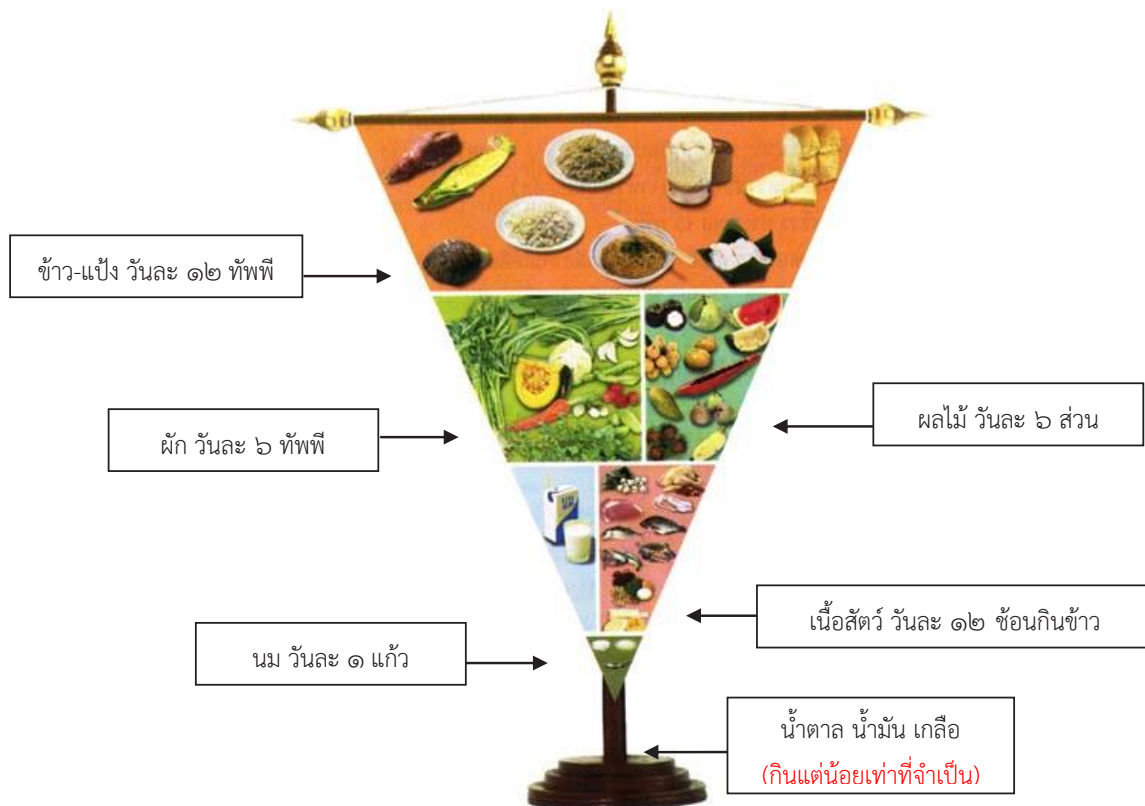 ข้าว-แป้ง วันละ ๑๒ ทัพพี
ผัก วันละ ๖ ทัพพี
ผลไม้ วันละ ๖ ส่วน
เนื้อสัตว์ วันละ ๑๒ ช้อนกินข้าว
นม วันละ ๑ แก้ว
น้ำตาล น้ำมัน เกลือ
(กินแต่น้อยเท่าที่จำเป็น)